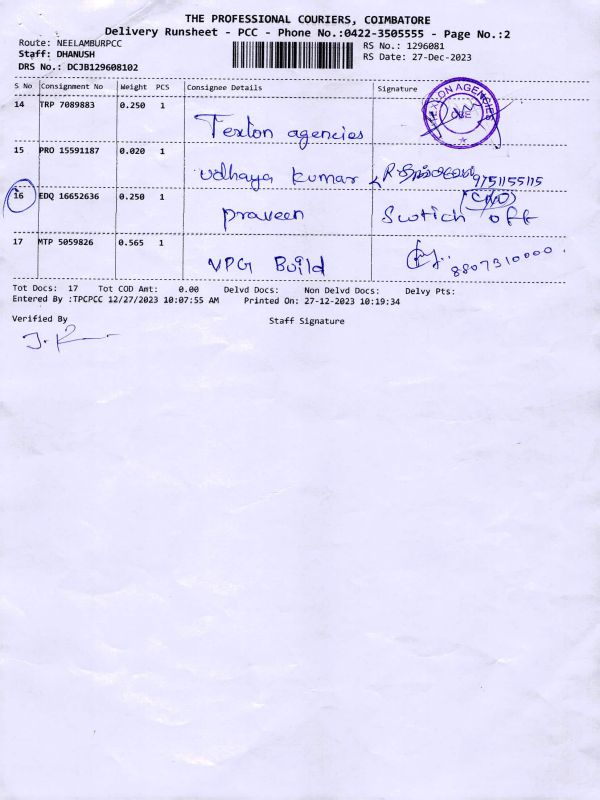 THE PROFESSIONAL COURIERS, COIMBATORE
Delivery Runsheet - PCC - Phone No.:0422-3505555 - Page No.:2
Route: NEELAMBURPCC RS No.: 1296081
Staff: DHANUSH RS Date: 27-Dec-2023
DRS No.: DCJB129608102
S No Consignment No Weight PCS Consignee Details Signature
14 TRP 7089883 0.250 1 Texton agencies TEXTON AGENCIES CBE
15 PRO 15591187 0.020 1 udhaya kumar 9751155115
16 EDQ 16652636 0.250 1 praveen Swtich off
17 MTP 5059826 0.565 1 VPG Build 8807310000.
Tot Docs: 17 Tot COD Amt: 0.00 Delvd Docs: Non Delvd Docs: Delvy Pts:
Entered By :TPCPCC 12/27/2023 10:07:55 AM Printed On: 27-12-2023 10:19:34
Verified By Staff Signature